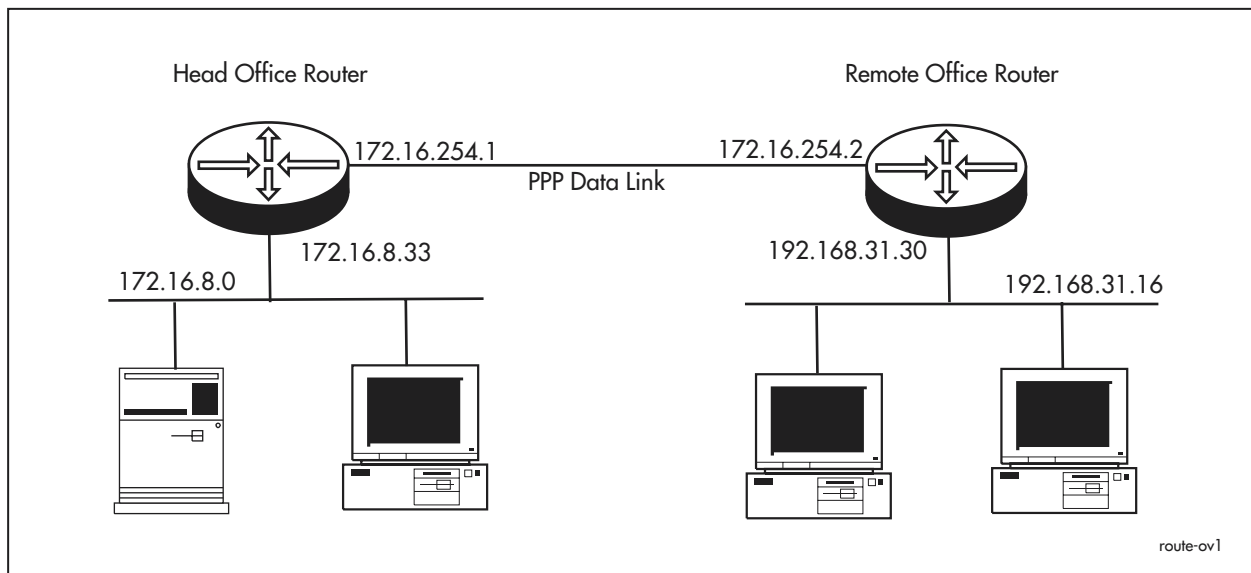 Head Office Router
Remote Office Router
172.16.254.1
172.16.254.2
PPP Data Link
172.16.8.33
192.168.31.30
172.16.8.0
192.168.31.16
route-ov1